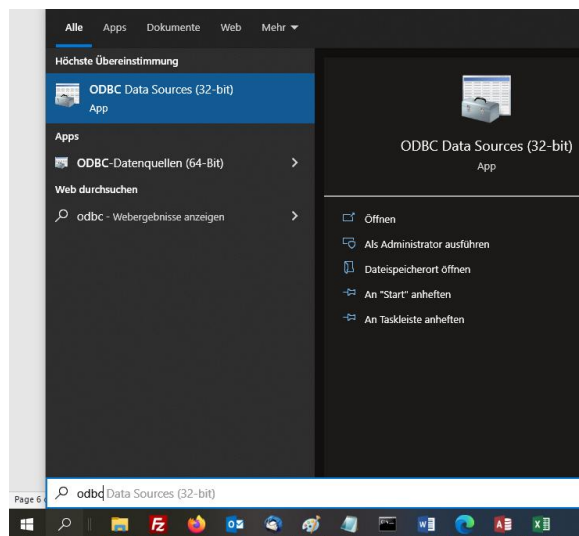 Alle Apps Dokumente Web Mehr
Höchste Übereinstimmung
ODBC Data Sources (32-bit)
App
Apps
ODBC-Datenquellen (64-Bit)
Web durchsuchen
odbc - Webergebnisse anzeigen
ODBC Data Sources (32-bit)
App
Öffnen
Als Administrator ausführen
Dateispeicherort öffnen
An "Start" anheften
An Taskleiste anheften
odbc Data Sources (32-bit)
Page 6